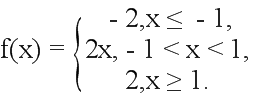 - 2,x ≤ - 1,
f(x) = { 2x, - 1 < x < 1,
2,x ≥ 1.